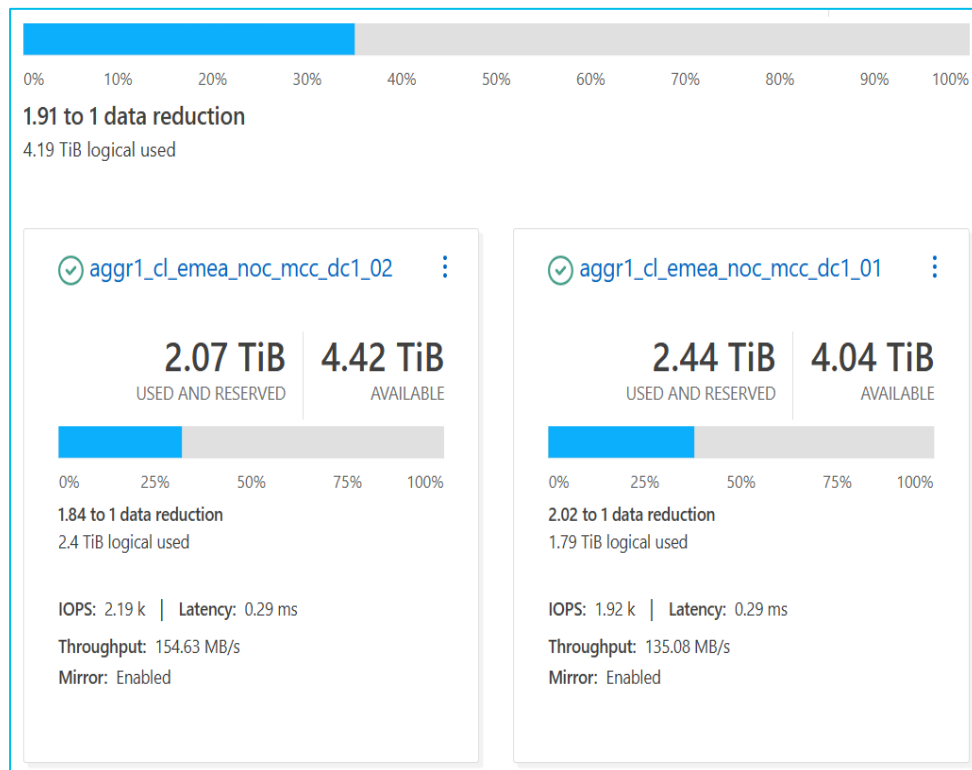 0% 10% 20% 30% 40% 50% 60% 70% 80% 90% 100%
1.91 to 1 data reduction
4.19 TiB logical used
aggr1_cl_emea_noc_mcc_dc1_02
2.07 TiB 4.42 TiB
USED AND RESERVED AVAILABLE
0% 25% 50% 75% 100%
1.84 to 1 data reduction
2.4 TiB logical used
IOPS: 2.19 k | Latency: 0.29 ms
Throughput: 154.63 MB/s
Mirror: Enabled
aggr1_cl_emea_noc_mcc_dc1_01
2.44 TiB 4.04 TiB
USED AND RESERVED AVAILABLE
0% 25% 50% 75% 100%
2.02 to 1 data reduction
1.79 TiB logical used
IOPS: 1.92 k | Latency: 0.29 ms
Throughput: 135.08 MB/s
Mirror: Enabled